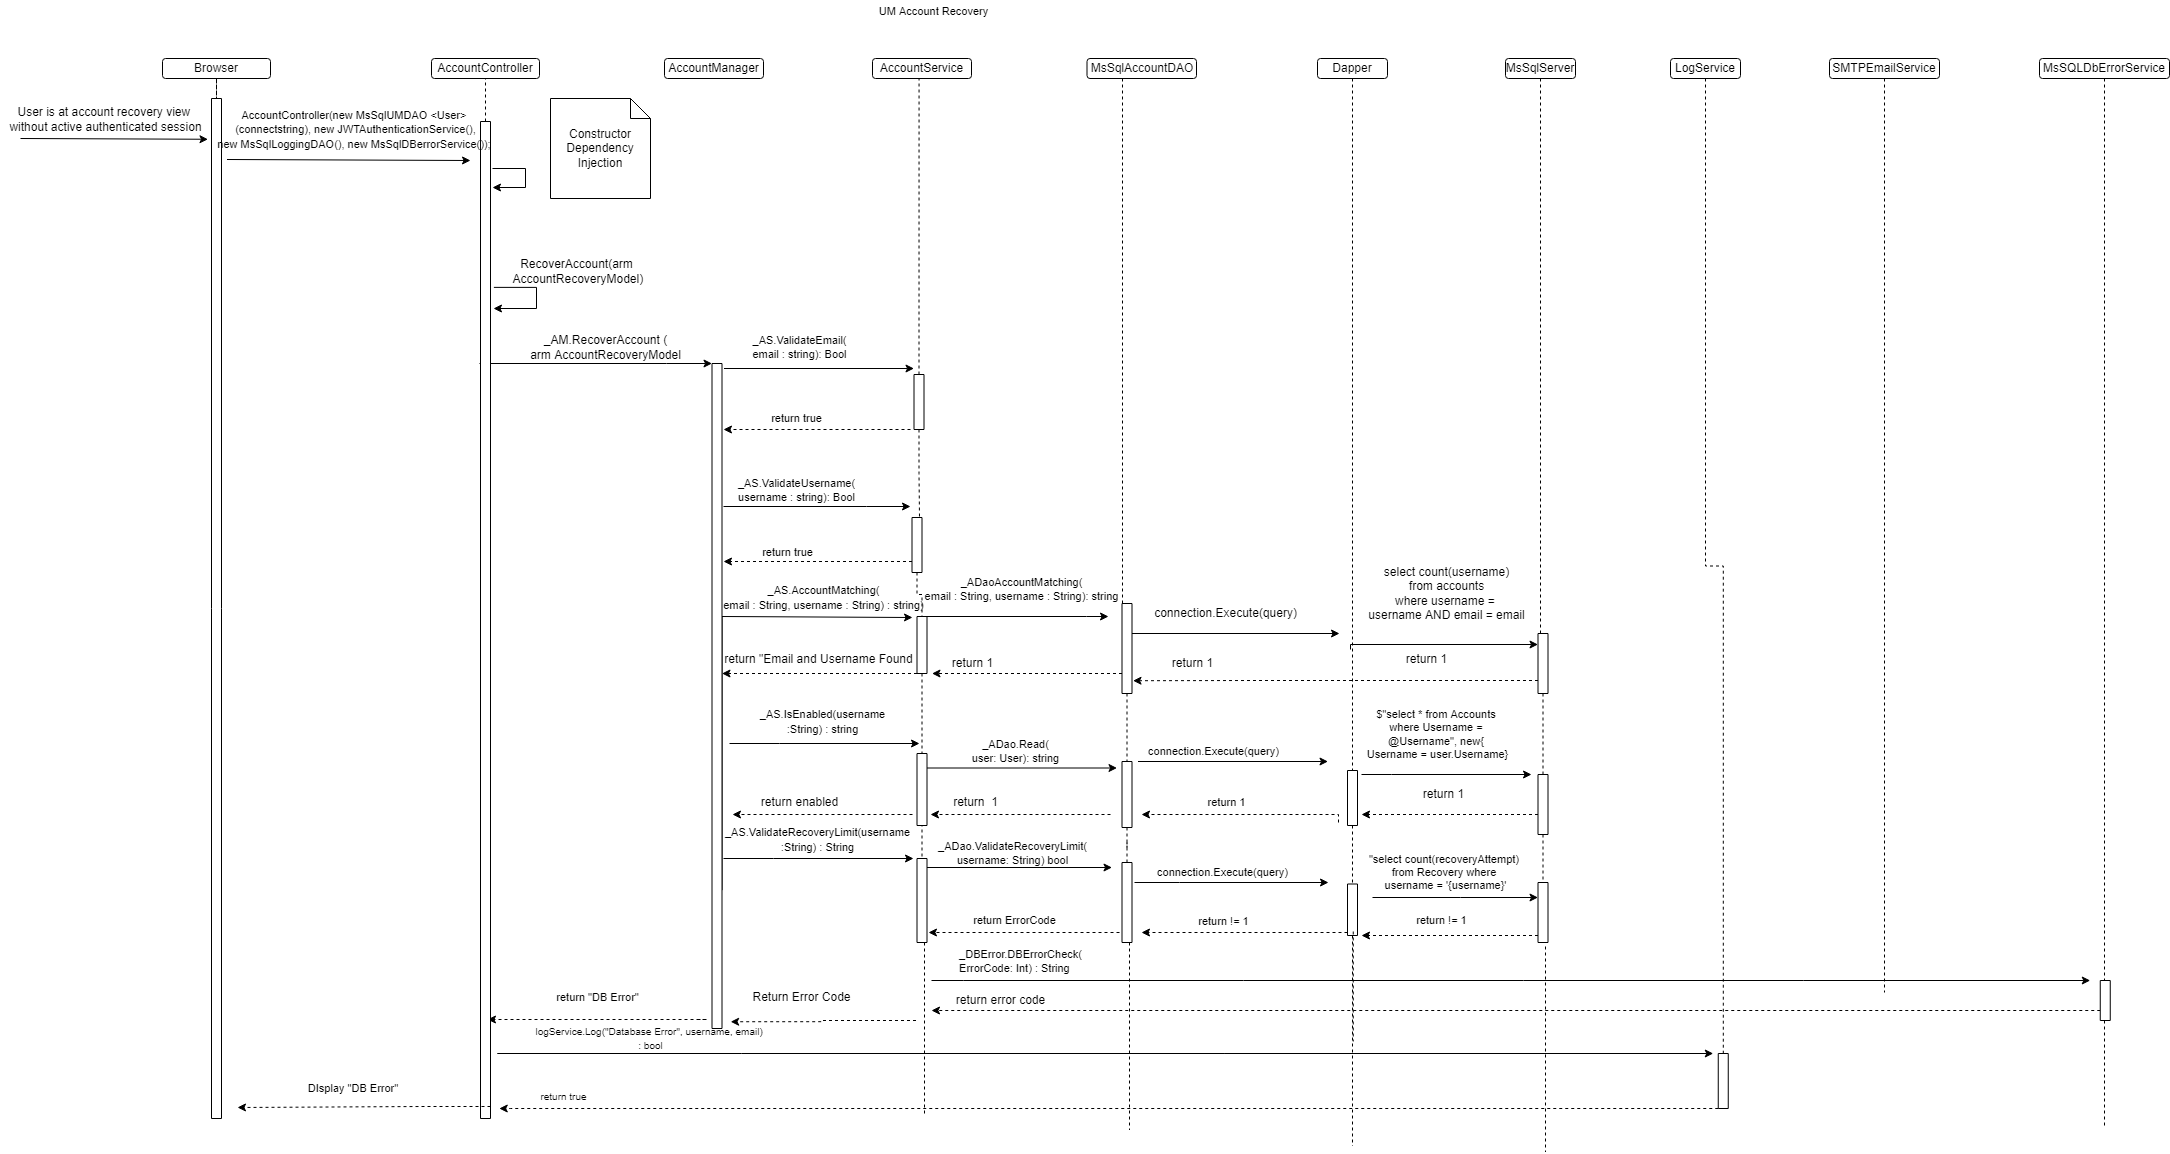 UM Account Recovery
Browser
AccountController
AccountManager
AccountService
MsSqlAccountDAO
Dapper
MsSqlServer
LogService
SMTPEmailService
MsSQLDbErrorService
User is at account recovery view
without active authenticated session
AccountController(new MsSqlUMDAO <User>
(connectstring), new JWTAuthenticationService(),
new MsSqlLoggingDAO(), new MsSqlDBerrorService());
Constructor
Dependency
Injection
RecoverAccount(arm
AccountRecoveryModel)
_AM.RecoverAccount (
arm AccountRecoveryModel
_AS.ValidateEmail(
email : string): Bool
return true
_AS.ValidateUsername(
username : string): Bool
return true
_AS.AccountMatching(
email : String, username : String) : string
_ADaoAccountMatching(
email : String, username : String): string
connection.Execute(query)
select count(username)
from accounts
where username =
username AND email = email
return "Email and Username Found
return 1
return 1
return 1
_AS.IsEnabled(username
:String) : string
_ADao.Read(
user: User): string
connection.Execute(query)
$"select * from Accounts
where Username =
@Username", new{
Username = user.Username}
return enabled
return  1
return 1
return 1
_AS.ValidateRecoveryLimit(username
:String) : String
_ADao.ValidateRecoveryLimit(
username: String) bool
connection.Execute(query)
"select count(recoveryAttempt)
from Recovery where
username = '{username}'
return ErrorCode
return != 1
return != 1
_DBError.DBErrorCheck(
ErrorCode: Int) : String
return "DB Error"
Return Error Code
return error code
logService.Log("Database Error", username, email)
: bool
DIsplay "DB Error"
return true